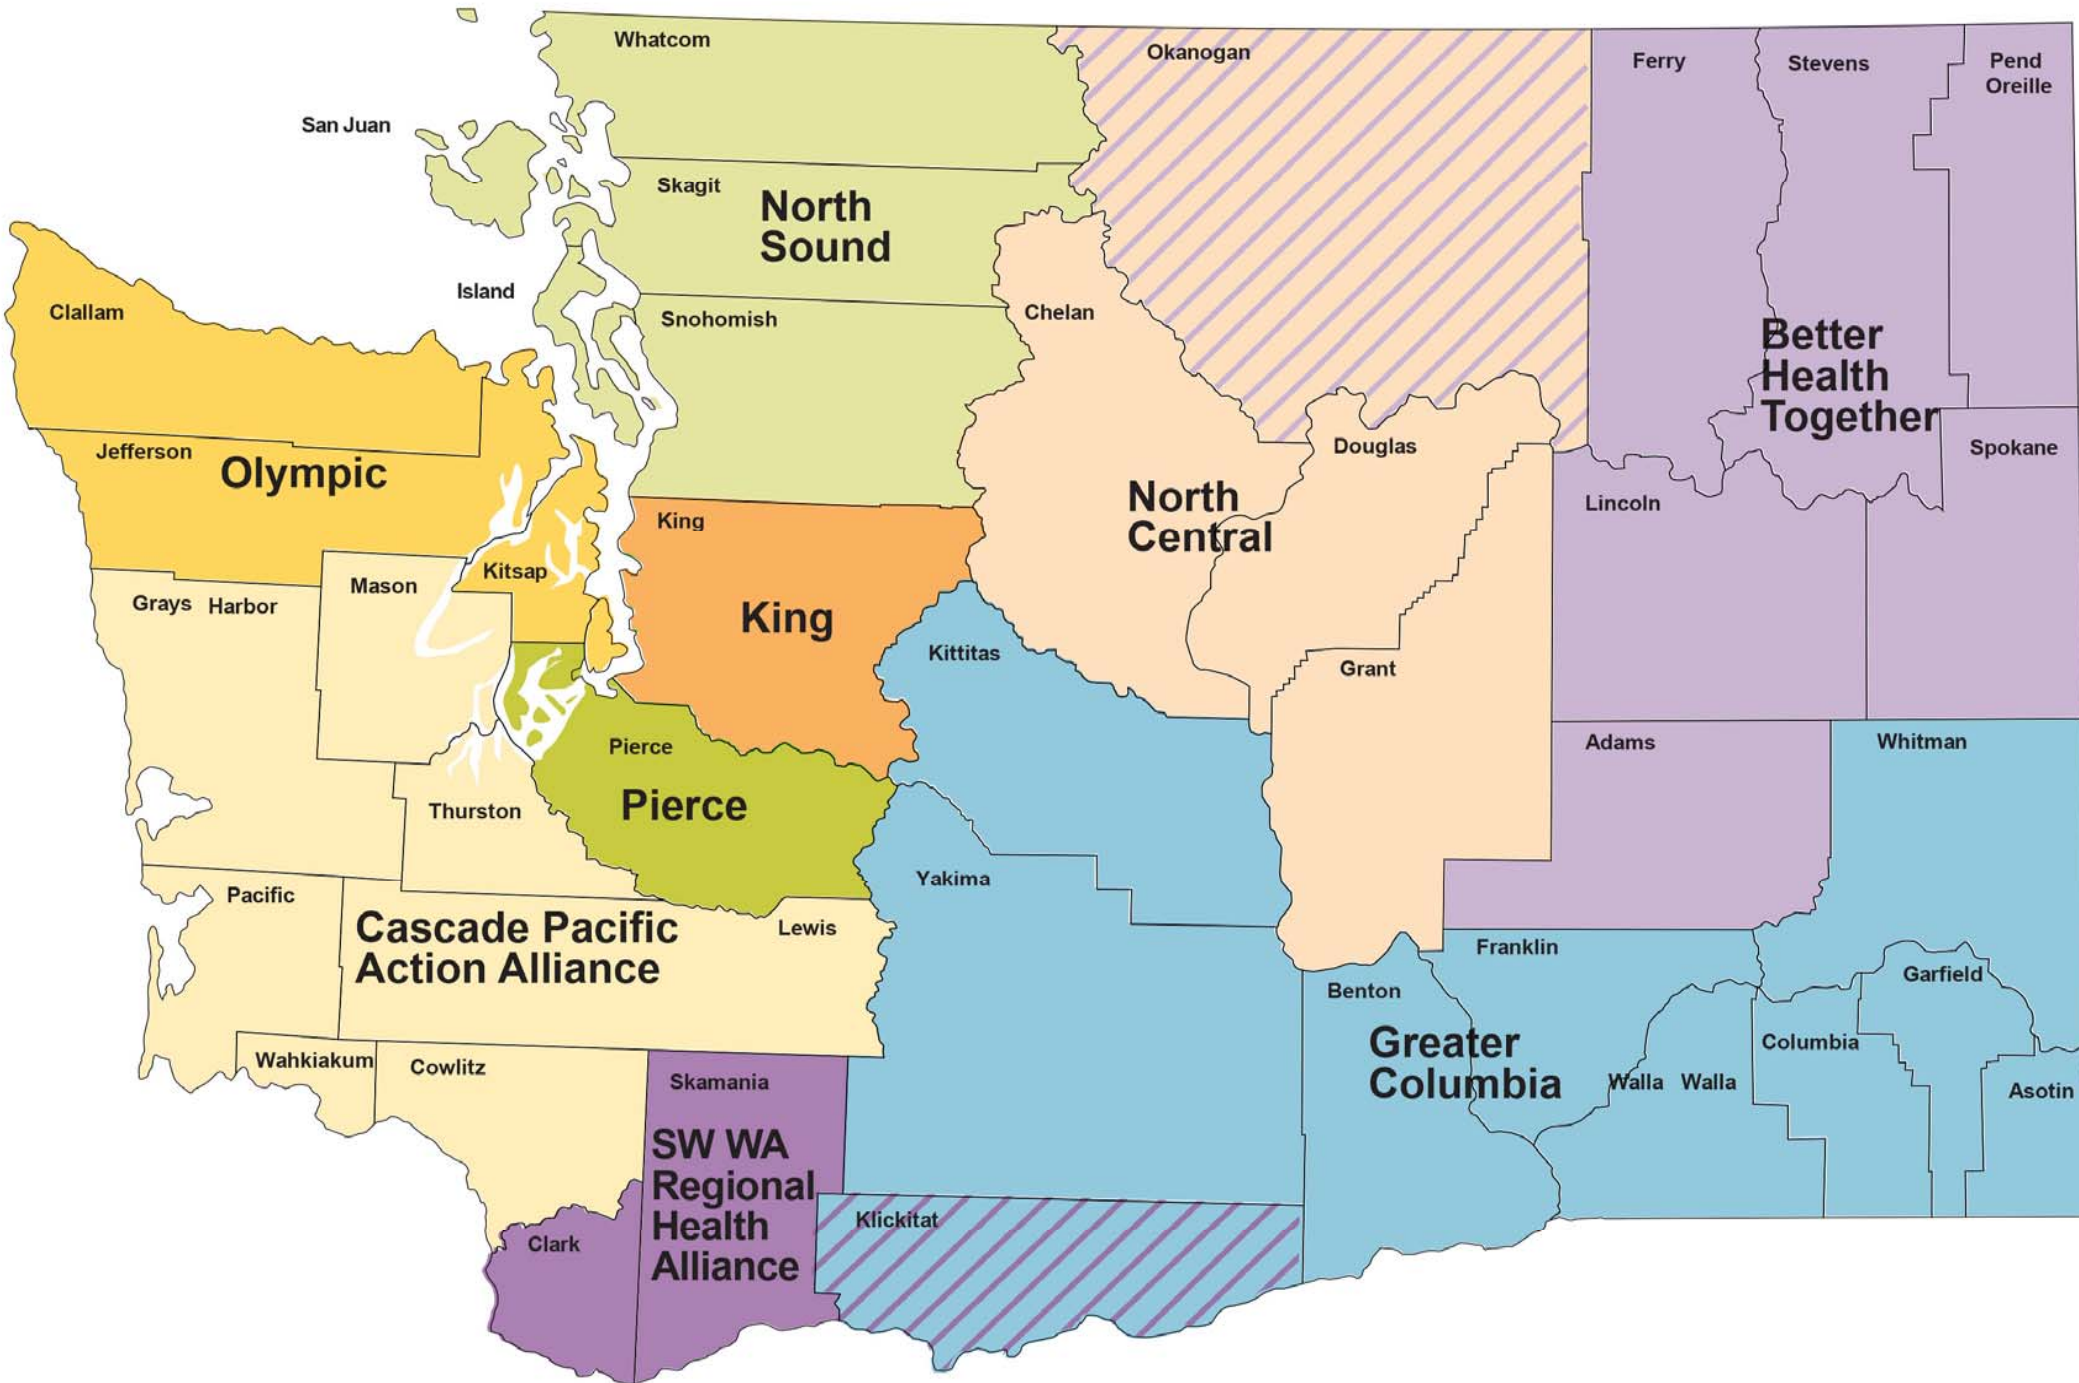 Whatcom
Okanogan
Ferry
Stevens
Pend
Oreille
San Juan
Skagit
North
Sound
Island
Clallam
Snohomish
Chelan
Better
Health
Together
Jefferson
Olympic
Douglas
Spokane
North
Central
Lincoln
King
Kitsap
Mason
Grays Harbor
King
Kittitas
Grant
Pierce
Adams
Whitman
Thurston
Pierce
Yakima
Pacific
Cascade Pacific
Action Alliance
Lewis
Franklin
Garfield
Benton
Greater
Columbia
Columbia
Wahkiakum
Cowlitz
Skamania
Walla Walla
Asotin
SW WA
Regional
Health
Alliance
Klickitat
Clark